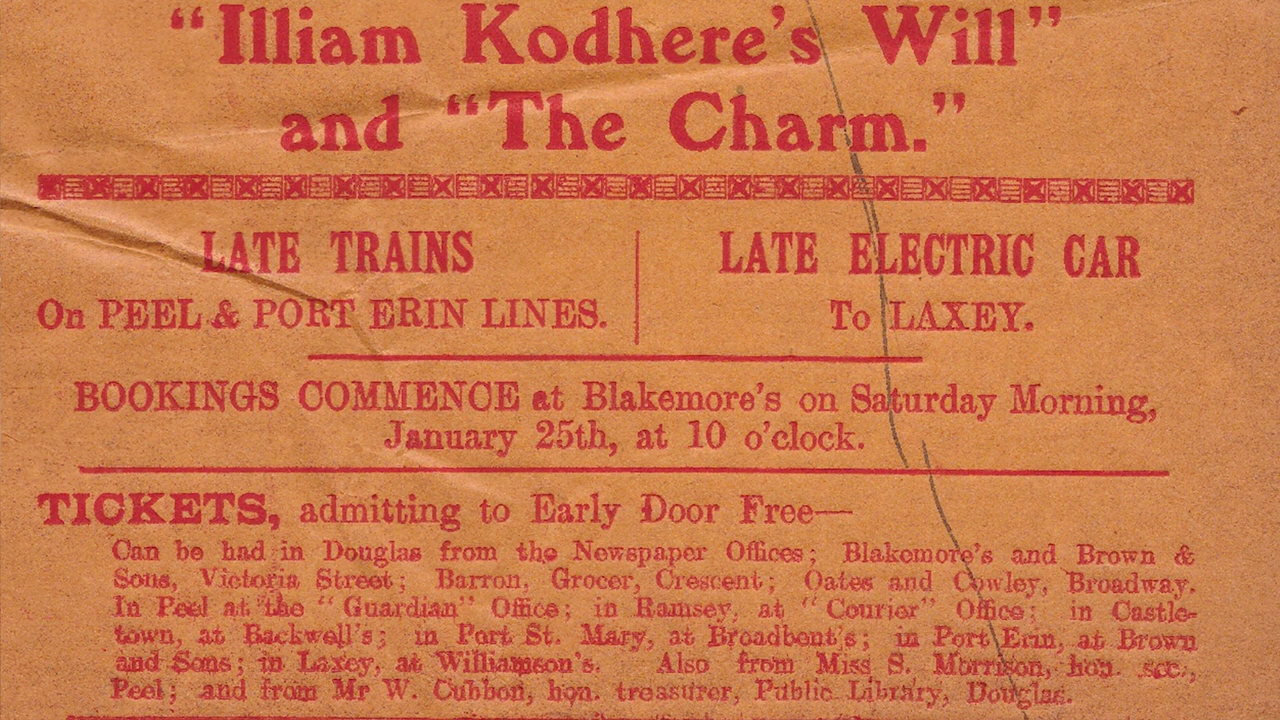 “Illiam Kodhere’s Will”
and “The Charm.”
LATE TRAINS
On PEEL & PORT ERIN LINES.
LATE ELECTRIC CAR
To LAXEY.
BOOKINGS COMMENCE at Blakemore’s on Saturday Morning,
January 25th, at 10 o’clock.
TICKETS, admitting to Early Door Free—
Can be had in Douglas from the Newspaper Offices; Blakemore’s and Brown &
Sons, Victoria Street; Barron, Grocer, Crescent; Oates and Cowley, Broadway.
In Peel at the “Guardian” Office; in Ramsey, at “Courier” Office; in Castle-
town, at Backwell’s; in Port St. Mary, at Broadbent’s; in Port Erin, at Brown
and Sons; in Laxey, at Williamson’s. Also from Miss S. Morrison, hon. sec.,
Peel; and from Mr W. Cubbon, hon. treasurer, Public Library, Douglas.